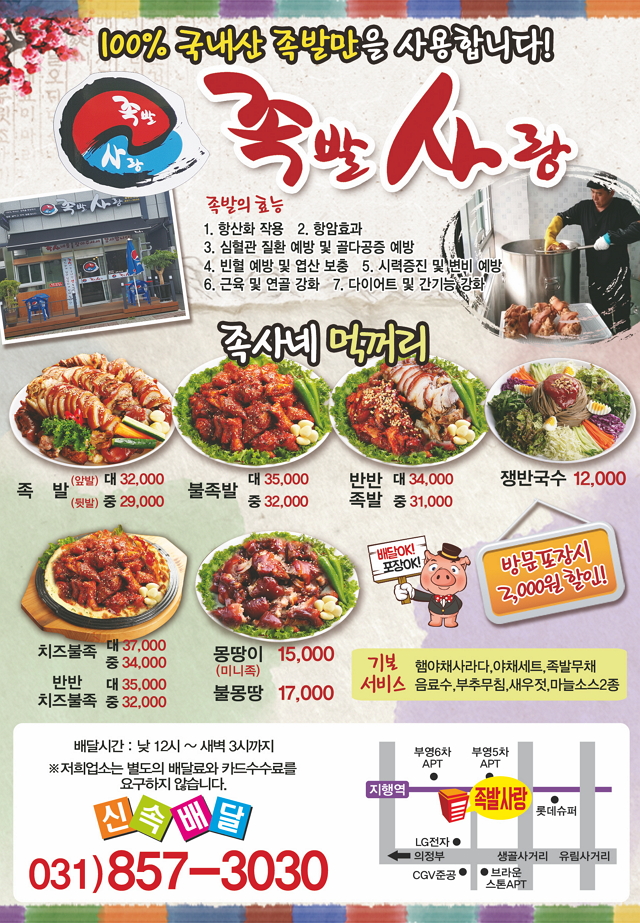 100% 국내산 족발만을 사용합니다!
족발
사랑
족발 사랑
족발 사랑
족발의 효능
1. 항산화 작용 2. 항암효과
3. 심혈관 질환 예방 및 골다공증 예방
4. 빈혈 예방 및 엽산 보충 5. 시력증진 및 변비 예방
6. 근육 및 연골 강화 7. 다이어트 및 간기능 강화
족사네 먹꺼리
족 발 (앞발) 대 32,000
(뒷발) 중 29,000
불족발 대 35,000
중 32,000
반반 족발 대 34,000
중 31,000
쟁반국수 12,000
치즈불족 대 37,000
중 34,000
반반 치즈불족 대 35,000
중 32,000
몽땅이 15,000
(미니족)
불몽땅 17,000
배달OK!
포장OK!
방문포장시
2,000원 할인!
기본 서비스
햄야채사라다,야채세트,족발무채
음료수,부추무침,새우젓,마늘소스2종
배달시간 : 낮 12시 ~ 새벽 3시까지
※저희업소는 별도의 배달료와 카드수수료를
요구하지 않습니다.
신속배달
031)857-3030
부영6차 APT
부영5차 APT
지행역
족발사랑
롯데슈퍼
LG전자
의정부
생골사거리
유림사거리
CGV준공
브라운
스톤APT